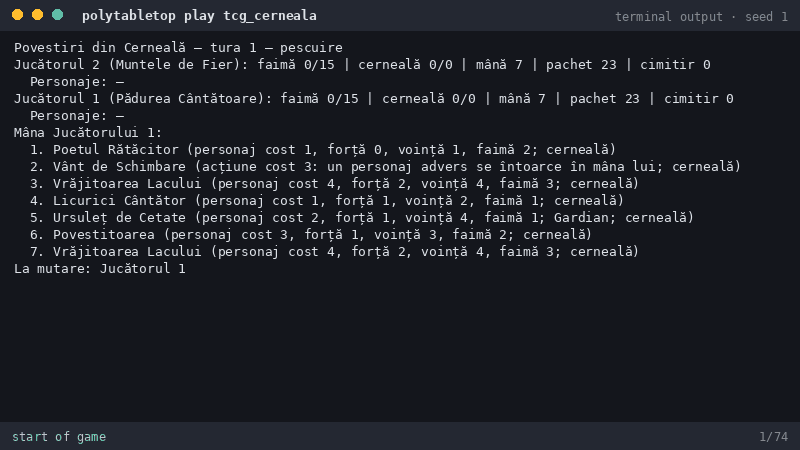 polytabletop play tcg_cerneala
terminal output · seed 1
Povestiri din Cerneală — tura 1 — pescuire
Jucătorul 2 (Muntele de Fier): faimă 0/15 | cerneală 0/0 | mână 7 | pachet 23 | cimitir 0
Personaje: —
Jucătorul 1 (Pădurea Cântătoare): faimă 0/15 | cerneală 0/0 | mână 7 | pachet 23 | cimitir 0
Personaje: —
Mâna Jucătorului 1:
1. Poetul Rătăcitor (personaj cost 1, forță 0, voință 1, faimă 2; cerneală)
2. Vânt de Schimbare (acțiune cost 3: un personaj advers se întoarce în mâna lui; cerneală)
3. Vrăjitoarea Lacului (personaj cost 4, forță 2, voință 4, faimă 3; cerneală)
4. Licurici Cântător (personaj cost 1, forță 1, voință 2, faimă 1; cerneală)
5. Ursuleț de Cetate (personaj cost 2, forță 1, voință 4, faimă 1; Gardian; cerneală)
6. Povestitoarea (personaj cost 3, forță 1, voință 3, faimă 2; cerneală)
7. Vrăjitoarea Lacului (personaj cost 4, forță 2, voință 4, faimă 3; cerneală)
La mutare: Jucătorul 1
start of game
1/74